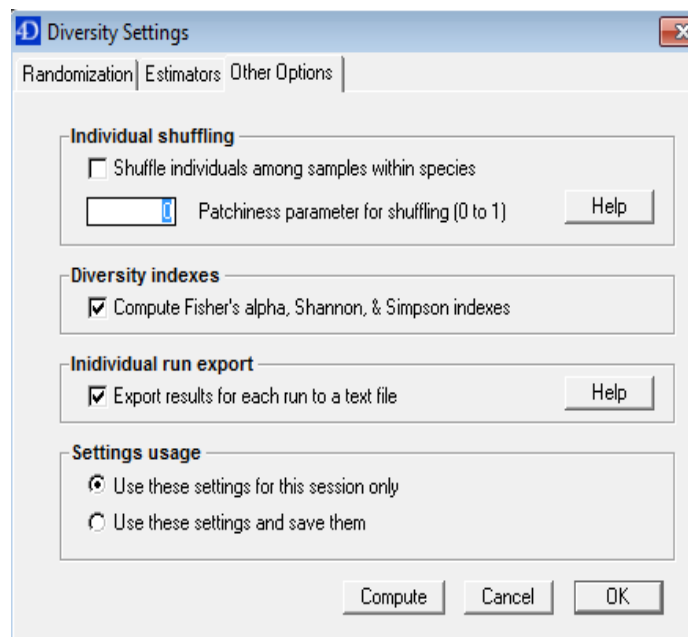 4D Diversity Settings
Randomization Estimators Other Options
Individual shuffling
Shuffle individuals among samples within species
0 Patchiness parameter for shuffling (0 to 1) Help
Diversity indexes
Compute Fisher's alpha, Shannon, & Simpson indexes
Inidividual run export
Export results for each run to a text file Help
Settings usage
Use these settings for this session only
Use these settings and save them
Compute Cancel OK